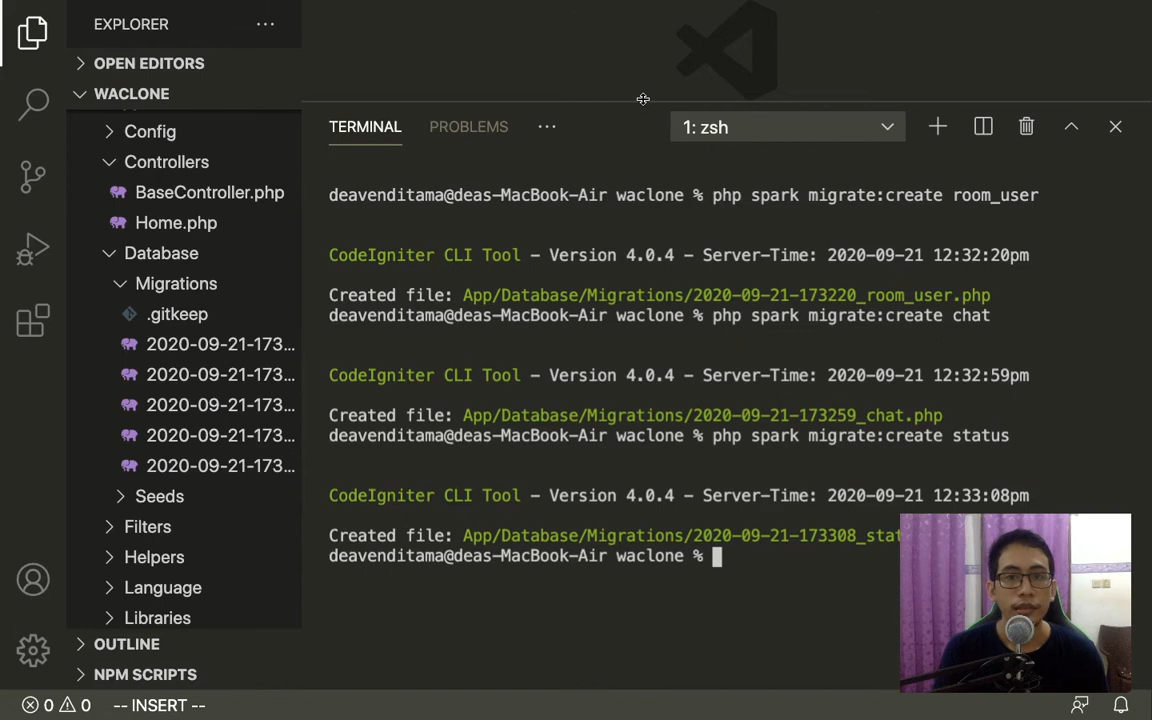 EXPLORER
OPEN EDITORS
WACLONE
Config
Controllers
BaseController.php
Home.php
Database
Migrations
.gitkeep
2020-09-21-173...
2020-09-21-173...
2020-09-21-173...
2020-09-21-173...
2020-09-21-173...
Seeds
Filters
Helpers
Language
Libraries
OUTLINE
NPM SCRIPTS
TERMINAL PROBLEMS ... 1: zsh
deavenditama@deas-MacBook-Air waclone % php spark migrate:create room_user
CodeIgniter CLI Tool - Version 4.0.4 - Server-Time: 2020-09-21 12:32:20pm
Created file: App/Database/Migrations/2020-09-21-173220_room_user.php
deavenditama@deas-MacBook-Air waclone % php spark migrate:create chat
CodeIgniter CLI Tool - Version 4.0.4 - Server-Time: 2020-09-21 12:32:59pm
Created file: App/Database/Migrations/2020-09-21-173259_chat.php
deavenditama@deas-MacBook-Air waclone % php spark migrate:create status
CodeIgniter CLI Tool - Version 4.0.4 - Server-Time: 2020-09-21 12:33:08pm
Created file: App/Database/Migrations/2020-09-21-173308_stat
deavenditama@deas-MacBook-Air waclone %
0 0 -- INSERT --